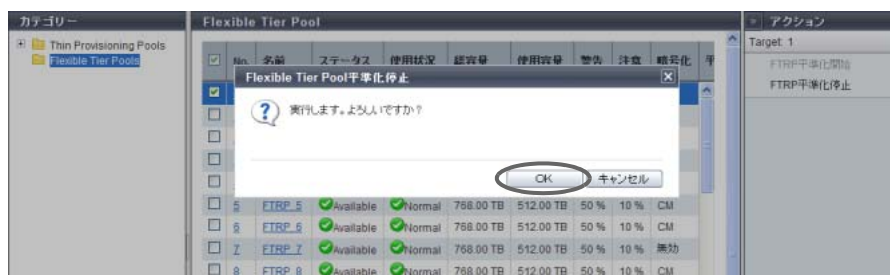 カテゴリー
Thin Provisioning Pools
Flexible Tier Pools
Flexible Tier Pool
No. 名前 ステータス 使用状況 総容量 使用容量 警告 注意 暗号化 平
Flexible Tier Pool平準化停止
実行します。よろしいですか?
OK キャンセル
5 FTRP_5 Available Normal 768.00 TB 512.00 TB 50 % 10 % CM
6 FTRP_6 Available Normal 768.00 TB 512.00 TB 50 % 10 % CM
7 FTRP_7 Available Normal 768.00 TB 512.00 TB 50 % 10 % 無効
8 FTRP_8 Available Normal 768.00 TB 512.00 TB 50 % 10 % CM
アクション
Target: 1
FTRP平準化開始
FTRP平準化停止